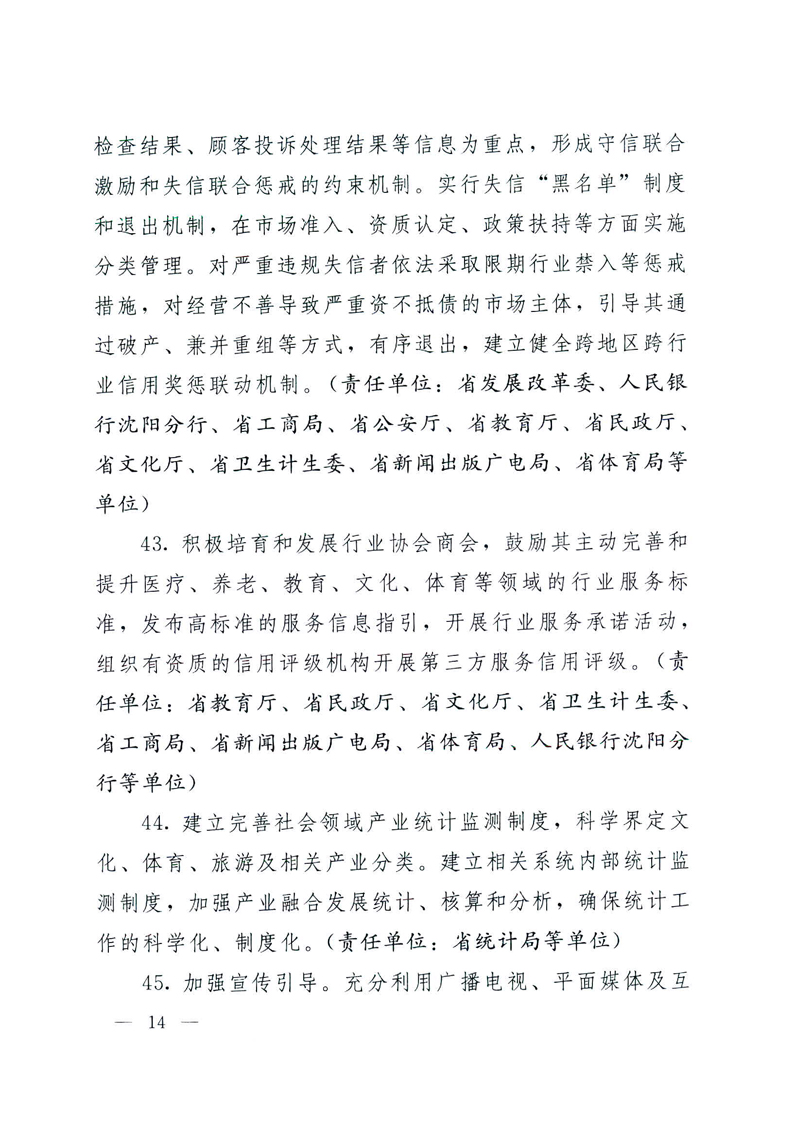 检查结果、顾客投诉处理结果等信息为重点，形成守信联合
激励和失信联合惩戒的约束机制。实行失信“黑名单”制度
和退出机制，在市场准入、资质认定、政策扶持等方面实施
分类管理。对严重违规失信者依法采取限期行业禁入等惩戒
措施，对经营不善导致严重资不抵债的市场主体，引导其通
过破产、兼并重组等方式，有序退出，建立健全跨地区跨行
业信用奖惩联动机制。（责任单位：省发展改革委、人民银
行沈阳分行、省工商局、省公安厅、省教育厅、省民政厅、
省文化厅、省卫生计生委、省新闻出版广电局、省体育局等
单位）
43. 积极培育和发展行业协会商会，鼓励其主动完善和
提升医疗、养老、教育、文化、体育等领域的行业服务标
准，发布高标准的服务信息指引，开展行业服务承诺活动，
组织有资质的信用评级机构开展第三方服务信用评级。（责
任单位：省教育厅、省民政厅、省文化厅、省卫生计生委、
省工商局、省新闻出版广电局、省体育局、人民银行沈阳分
行等单位）
44. 建立完善社会领域产业统计监测制度，科学界定文
化、体育、旅游及相关产业分类。建立相关系统内部统计监
测制度，加强产业融合发展统计、核算和分析，确保统计工
作的科学化、制度化。（责任单位：省统计局等单位）
45. 加强宣传引导。充分利用广播电视、平面媒体及互
— 14 —